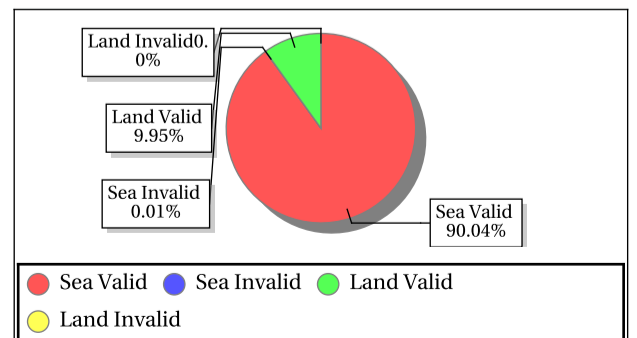 Land Invalid0.
0%
Land Valid
9.95%
Sea Invalid
0.01%
Sea Valid
90.04%
Sea Valid Sea Invalid Land Valid
Land Invalid